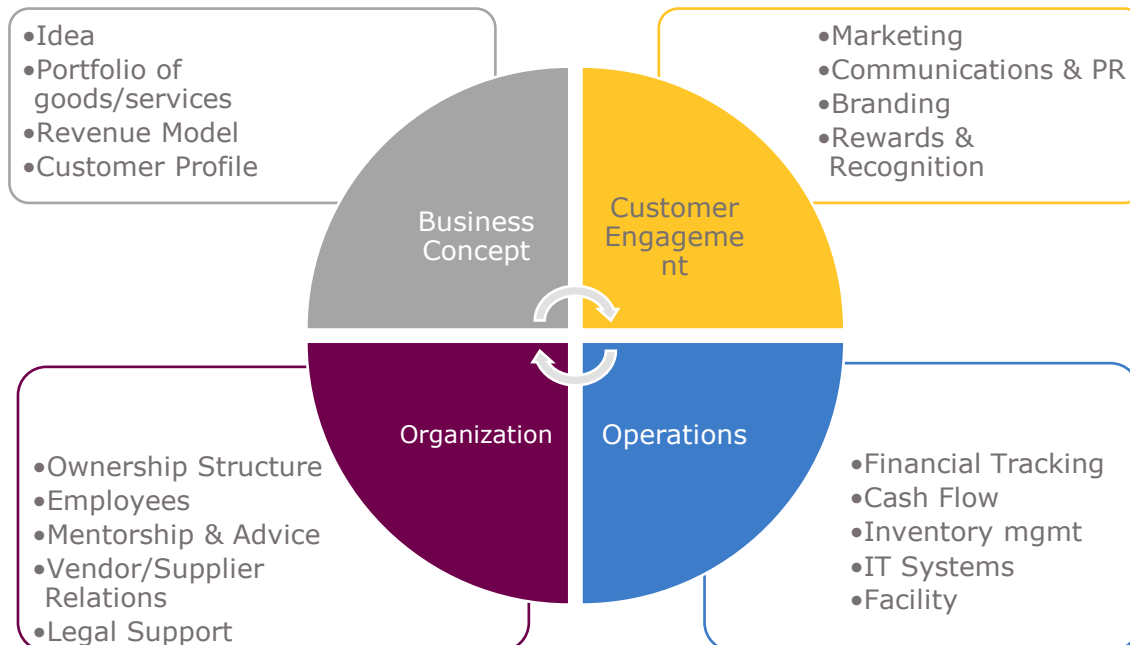 •Idea
•Portfolio of
goods/services
•Revenue Model
•Customer Profile
•Marketing
•Communications & PR
•Branding
•Rewards &
Recognition
Business
Concept
Customer
Engageme
nt
Organization
Operations
•Ownership Structure
•Employees
•Mentorship & Advice
•Vendor/Supplier
Relations
•Legal Support
•Financial Tracking
•Cash Flow
•Inventory mgmt
•IT Systems
•Facility